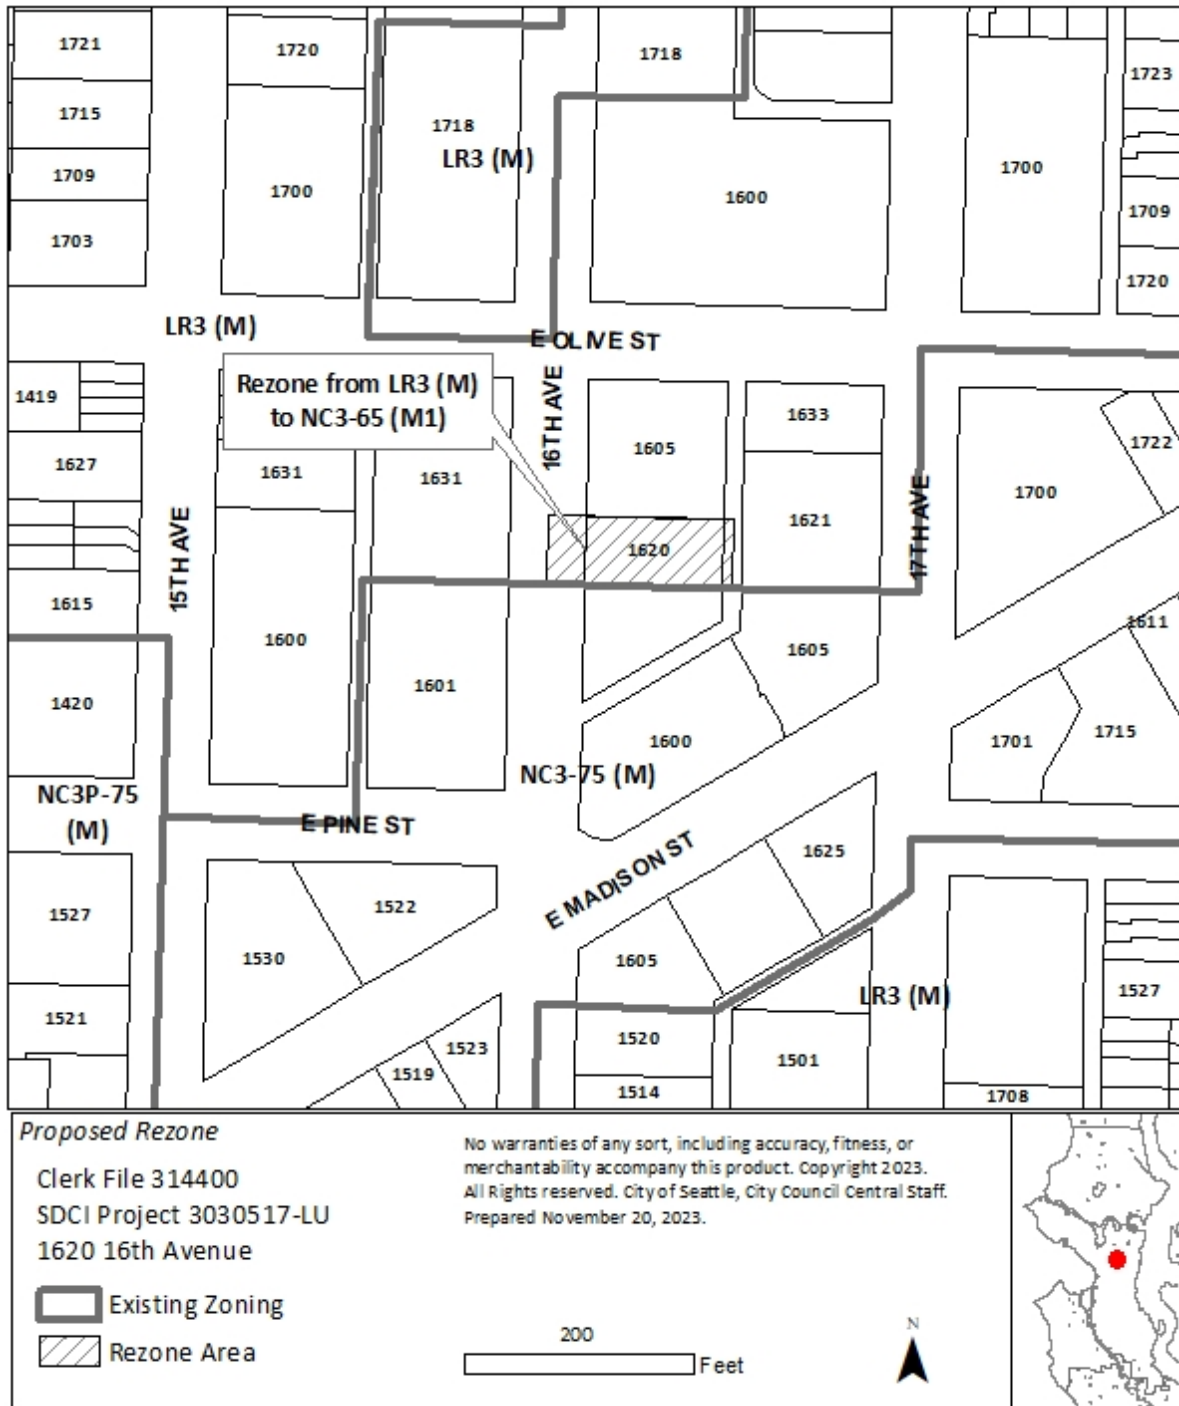 1721
1720
1718
1723
1715
1718
LR3 (M)
1700
1600
1700
1709
1703
1709
1720
LR3 (M)
E OLIVE ST
1419
Rezone from LR3 (M)
to NC3-65 (M1)
16TH AVE
1633
1605
1722
1627
1631
1631
1700
1621
15TH AVE
1620
17TH AVE
1615
1600
1605
1611
1420
1601
1600
1701
1715
NC3-75 (M)
NC3P-75
(M)
E PINE ST
E MADISON ST
1625
1527
1522
1530
1605
LR3 (M)
1527
1521
1523
1519
1520
1514
1501
1708
Proposed Rezone
Clerk File 314400
SDCI Project 3030517-LU
1620 16th Avenue
Existing Zoning
Rezone Area
No warranties of any sort, including accuracy, fitness, or
merchantability accompany this product. Copyright 2023.
All Rights reserved. City of Seattle, City Council Central Staff.
Prepared November 20, 2023.
200
Feet
N